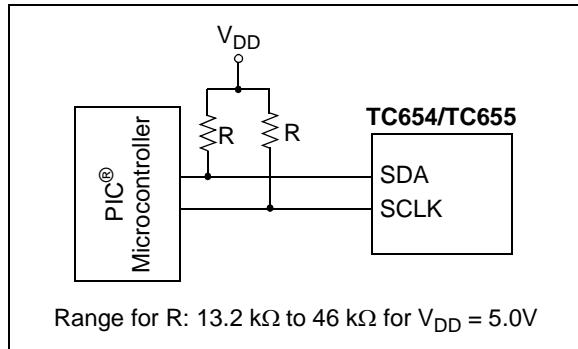 VDD
R
R
TC654/TC655
PIC®
Microcontroller
SDA
SCLK
Range for R: 13.2 kΩ to 46 kΩ for VDD = 5.0V